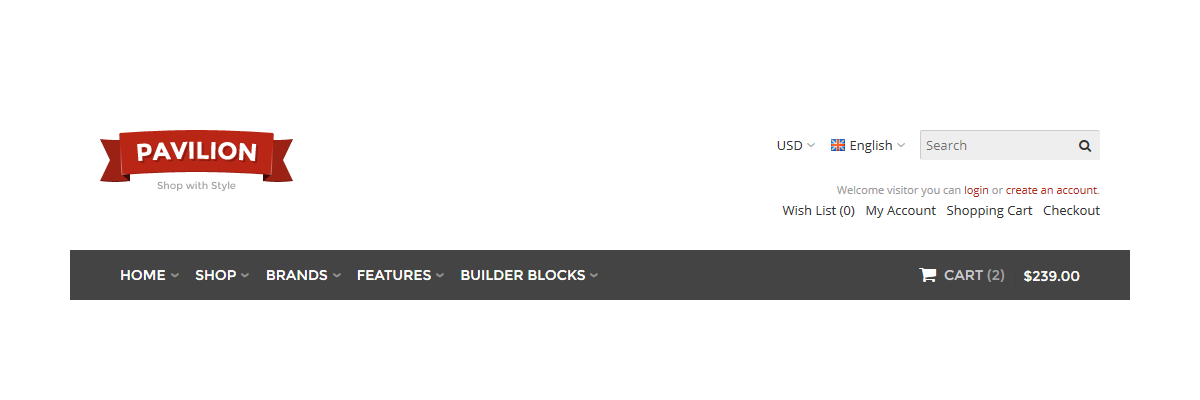 PAVILION
Shop with Style
USD English Search
Welcome visitor you can login or create an account.
Wish List (0) My Account Shopping Cart Checkout
HOME SHOP BRANDS FEATURES BUILDER BLOCKS CART (2) $239.00